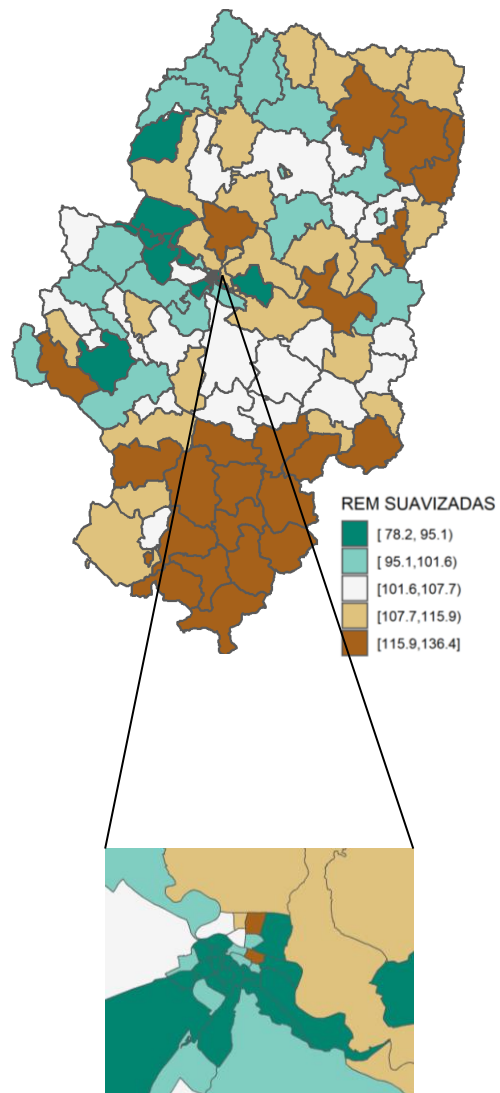 REM SUAVIZADAS
[ 78.2, 95.1)
[ 95.1,101.6)
[101.6,107.7)
[107.7,115.9)
[115.9,136.4]